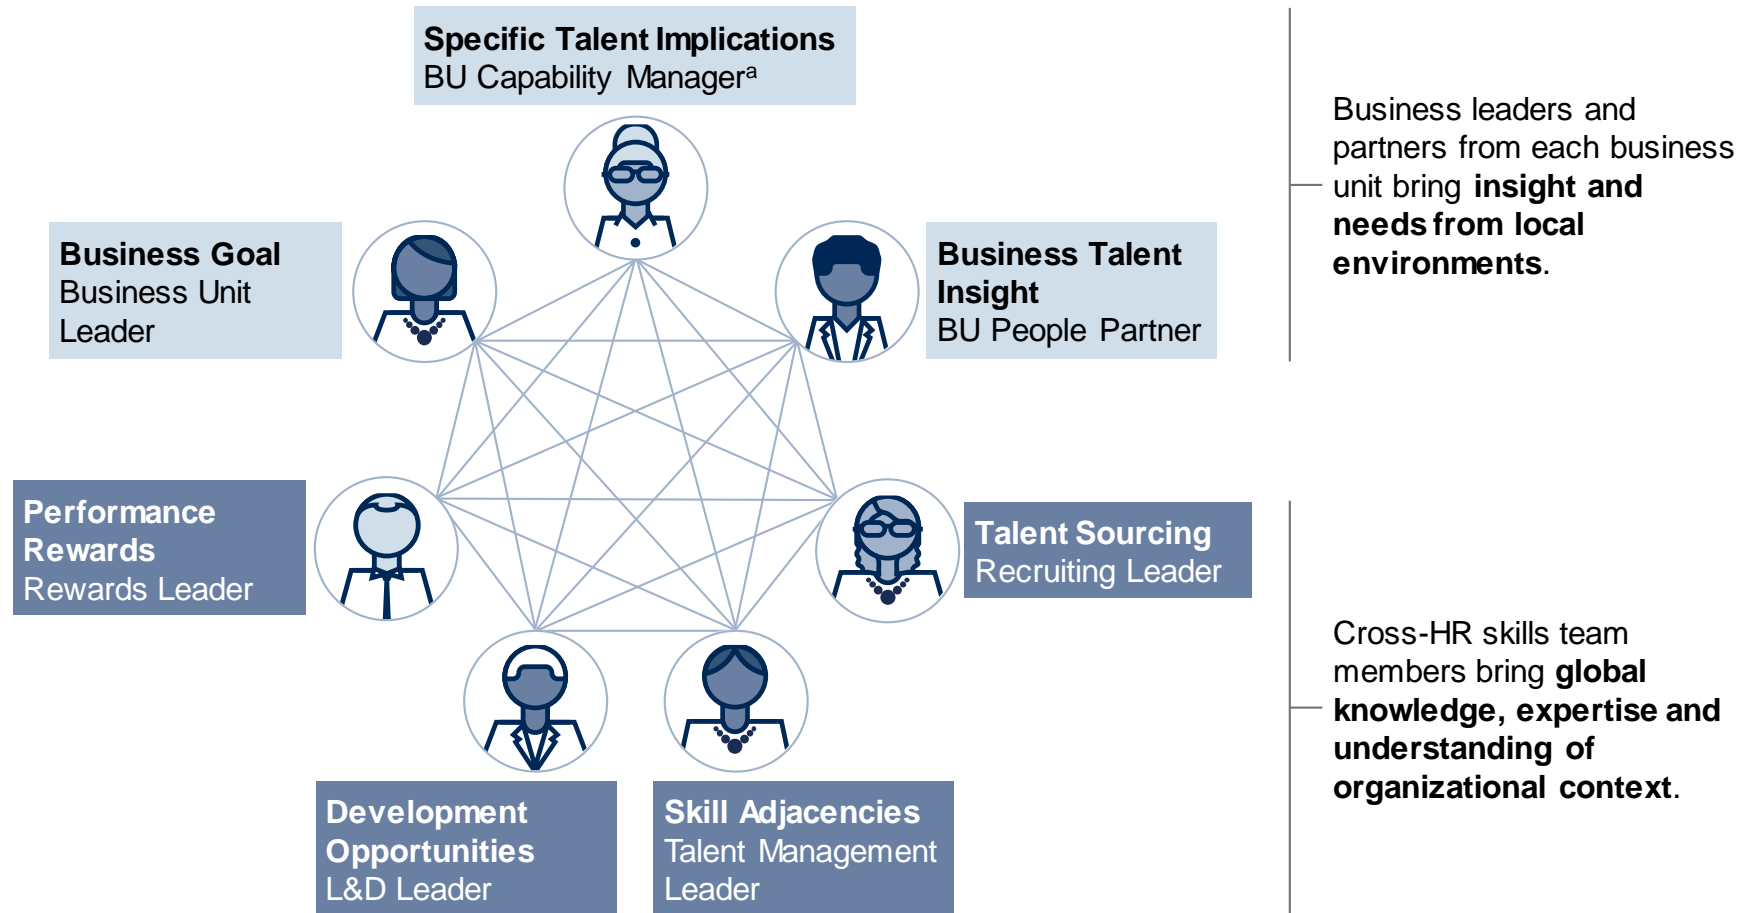 Specific Talent Implications
BU Capability Managerᵃ
Business Goal
Business Unit
Leader
Business Talent
Insight
BU People Partner
Business leaders and
partners from each business
unit bring insight and
needs from local
environments.
Performance
Rewards
Rewards Leader
Talent Sourcing
Recruiting Leader
Development
Opportunities
L&D Leader
Skill Adjacencies
Talent Management
Leader
Cross-HR skills team
members bring global
knowledge, expertise and
understanding of
organizational context.